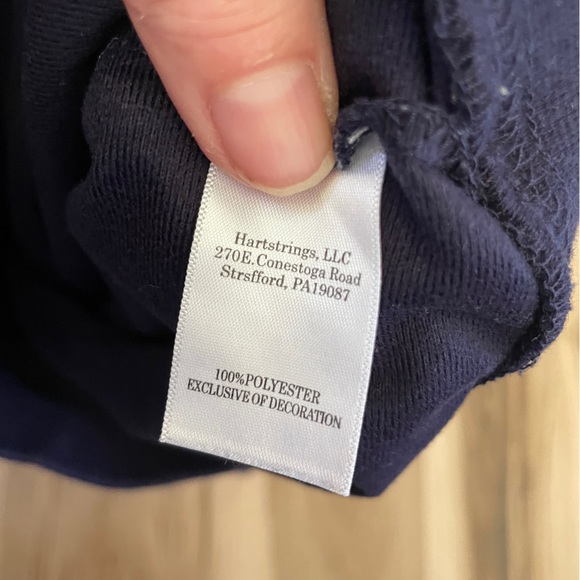 Hartstrings, LLC
270E. Conestoga Road
Strsfford, PA19087
100%POLYESTER
EXCLUSIVE OF DECORATION